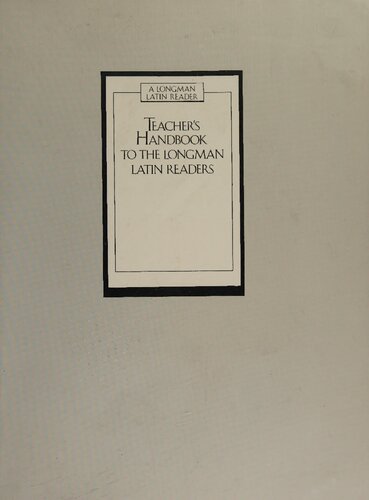 A LONGMAN
LATIN READER
TEACHER'S
HANDBOOK
TO THE LONGMAN
LATIN READERS